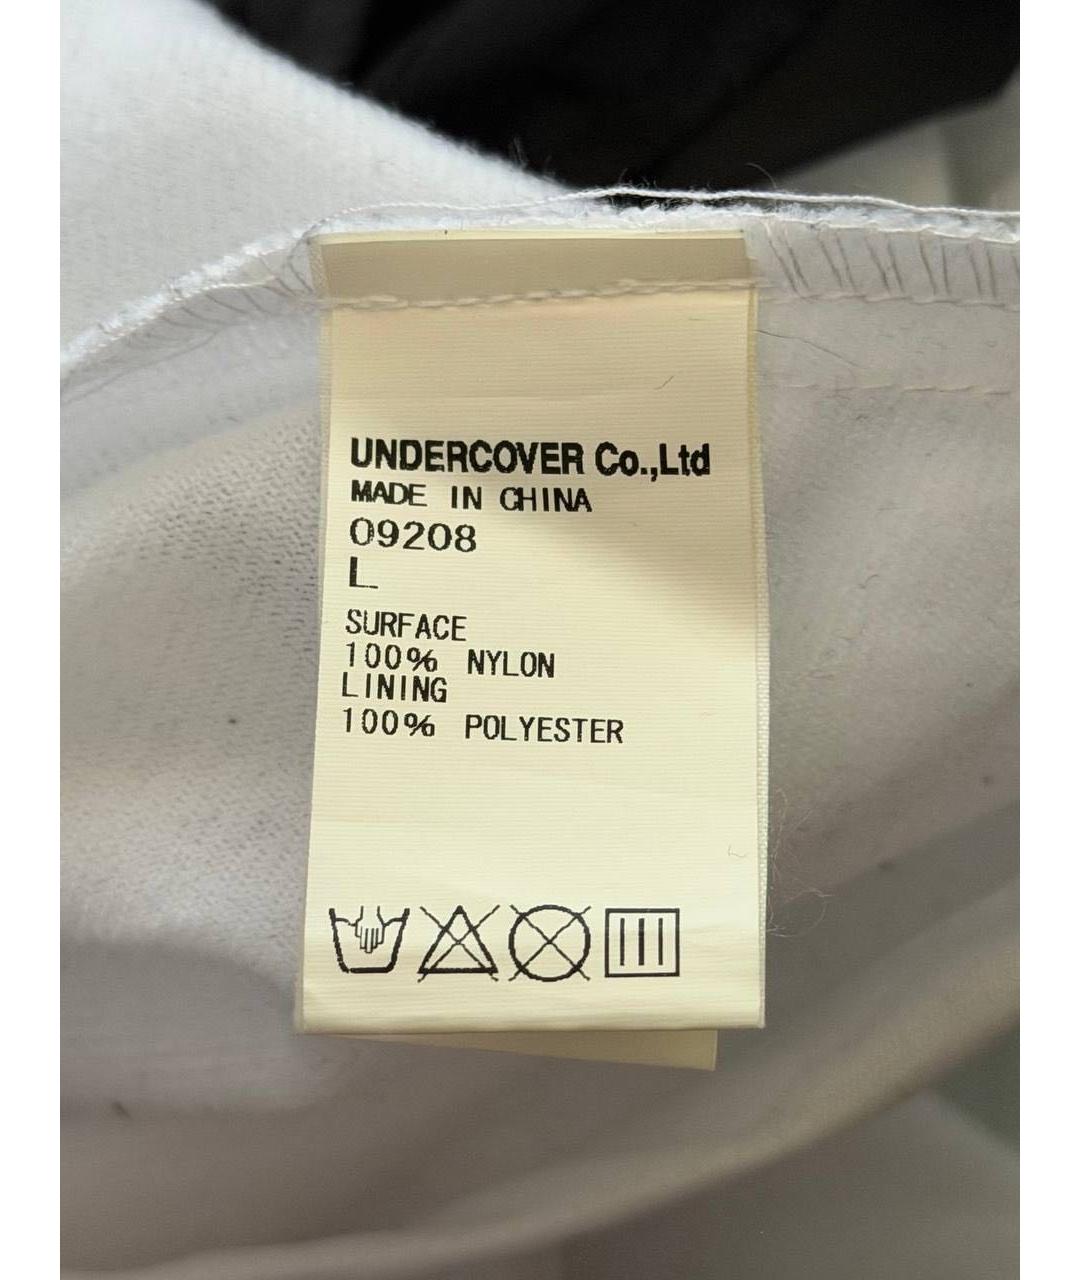 UNDERCOVER Co.,Ltd
MADE IN CHINA
09208
L
SURFACE
100% NYLON
LINING
100% POLYESTER